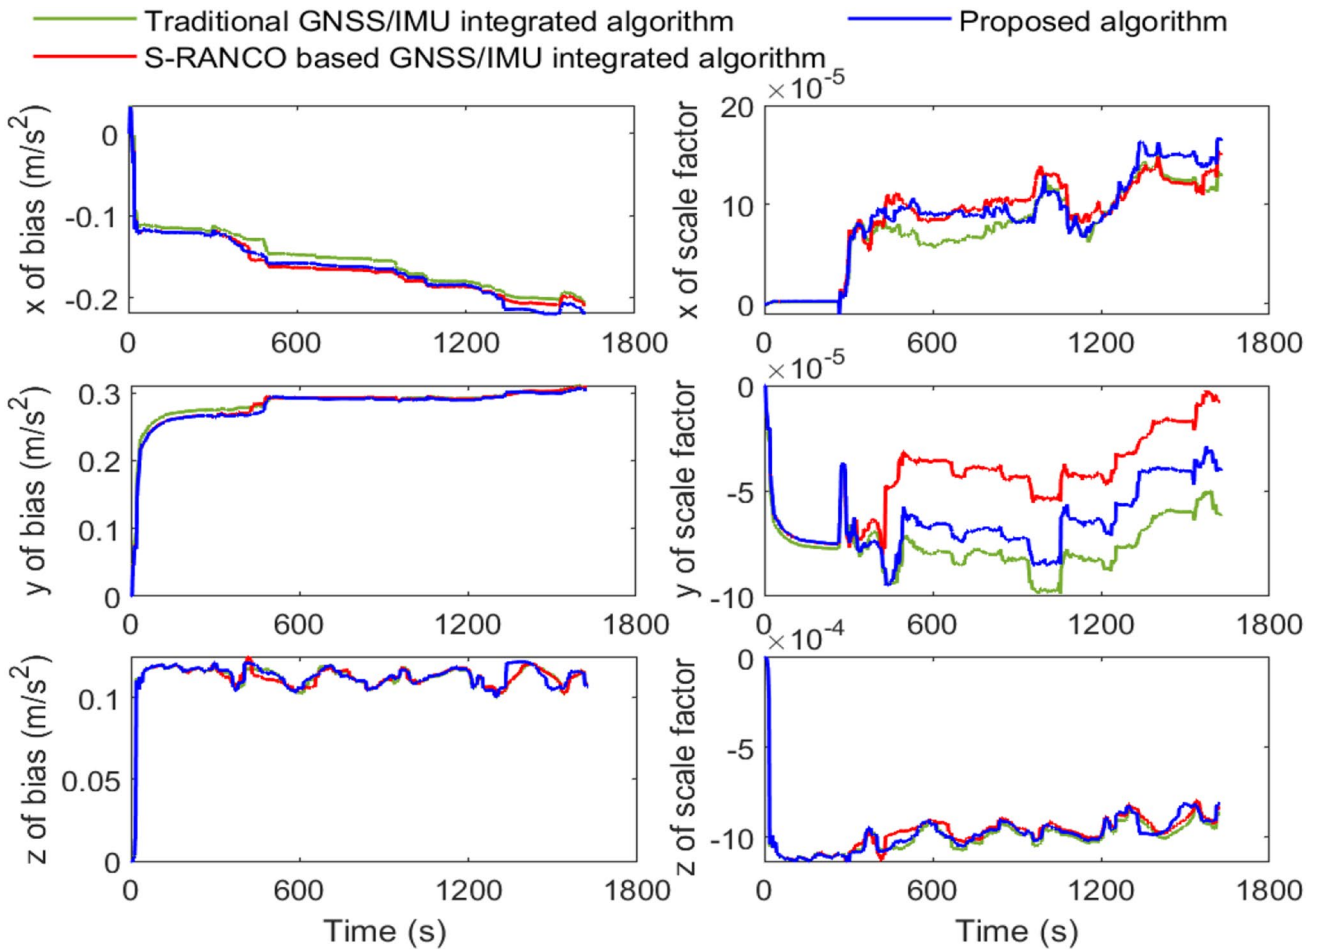 Traditional GNSS/IMU integrated algorithm
Proposed algorithm
S-RANCO based GNSS/IMU integrated algorithm
x of bias (m/s²)
0
-0.1
-0.2
0 600 1200 1800
x of scale factor
×10⁻⁵
20
10
0
0 600 1200 1800
y of bias (m/s²)
0.3
0.2
0.1
0
0 600 1200 1800
y of scale factor
×10⁻⁵
0
-5
-10
0 600 1200 1800
z of bias (m/s²)
0.1
0.05
0
0 600 1200 1800
Time (s)
z of scale factor
×10⁻⁴
0
-5
-10
0 600 1200 1800
Time (s)